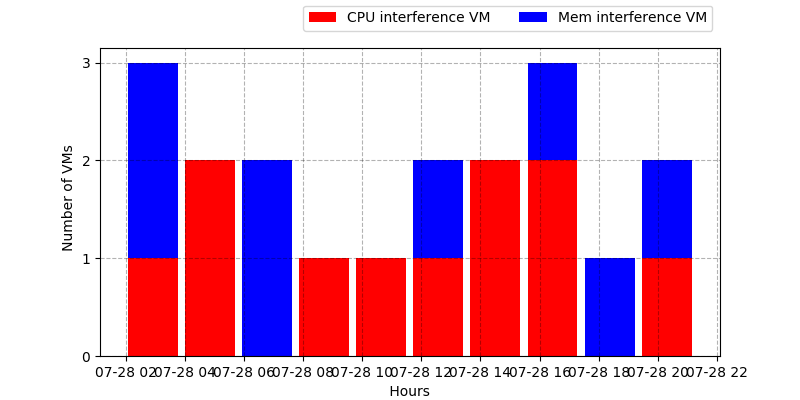 CPU interference VM Mem interference VM
3
2
1
0
Number of VMs
07-28 02 07-28 04 07-28 06 07-28 08 07-28 10 07-28 12 07-28 14 07-28 16 07-28 18 07-28 20 07-28 22
Hours